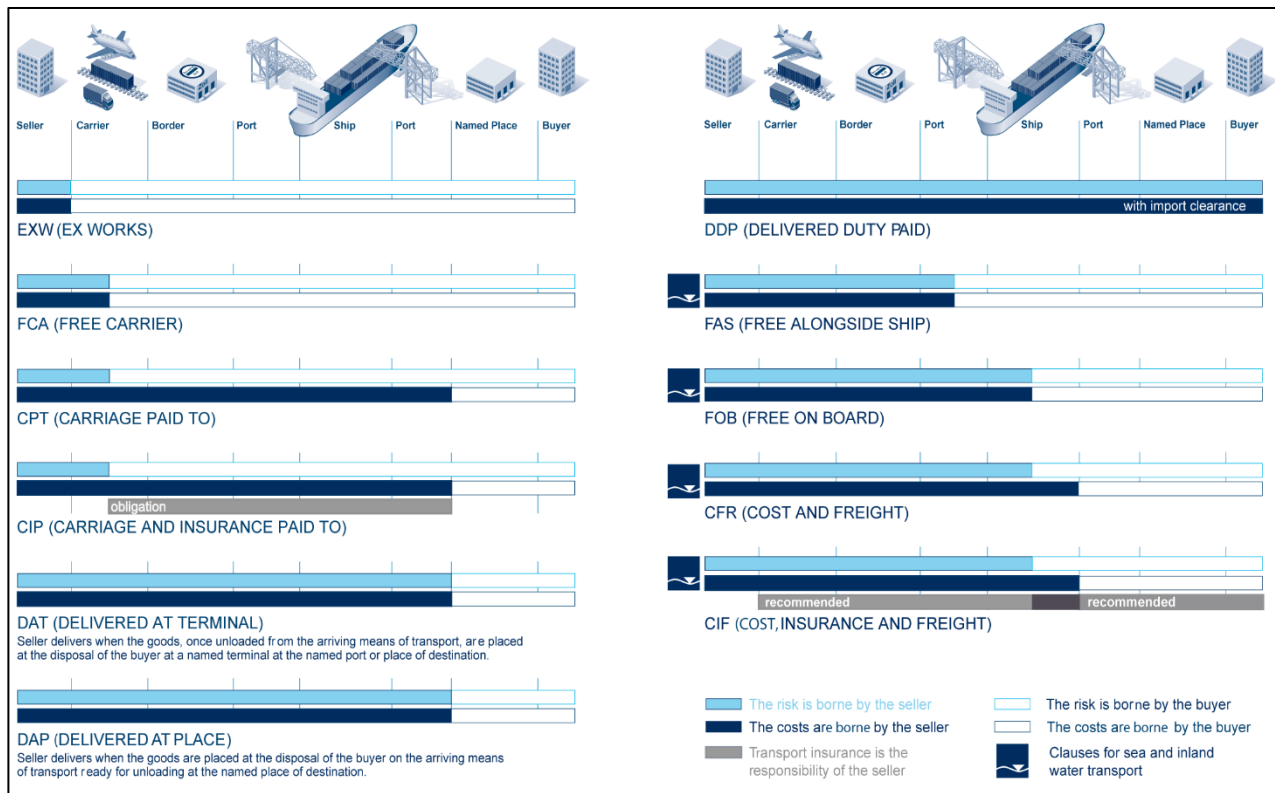 Seller Carrier Border Port Ship Port Named Place Buyer
EXW (EX WORKS)
FCA (FREE CARRIER)
CPT (CARRIAGE PAID TO)
obligation
CIP (CARRIAGE AND INSURANCE PAID TO)
DAT (DELIVERED AT TERMINAL)
Seller delivers when the goods, once unloaded from the arriving means of transport, are placed
at the disposal of the buyer at a named terminal at the named port or place of destination.
DAP (DELIVERED AT PLACE)
Seller delivers when the goods are placed at the disposal of the buyer on the arriving means
of transport ready for unloading at the named place of destination.
Seller Carrier Border Port Ship Port Named Place Buyer
with import clearance
DDP (DELIVERED DUTY PAID)
FAS (FREE ALONGSIDE SHIP)
FOB (FREE ON BOARD)
CFR (COST AND FREIGHT)
recommended recommended
CIF (COST, INSURANCE AND FREIGHT)
The risk is borne by the seller
The costs are borne by the seller
Transport insurance is the
responsibility of the seller
The risk is borne by the buyer
The costs are borne by the buyer
Clauses for sea and inland
water transport